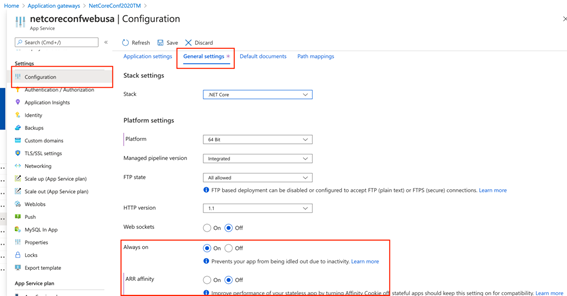 Home > Application gateways > NetCoreConf2020TM >
netcoreconfwebusa | Configuration
App Service
Search (Cmd+/)
«
Refresh
Save
Discard
Application settings
General settings
Default documents
Path mappings
Settings
Configuration
Authentication / Authorization
Application Insights
Identity
Backups
Custom domains
TLS/SSL settings
Networking
Scale up (App Service plan)
Scale out (App Service plan)
WebJobs
Push
MySQL In App
Properties
Locks
Export template
App Service plan
Stack settings
Stack
.NET Core
Platform settings
Platform
64 Bit
Managed pipeline version
Integrated
FTP state
All allowed
FTP based deployment can be disabled or configured to accept FTP (plain text) or FTPS (secure) connections. Learn more
HTTP version
1.1
Web sockets
On Off
Always on
On Off
Prevents your app from being idled out due to inactivity. Learn more
ARR affinity
On Off
Improve performance of your stateless app by turning Affinity Cookie off, stateful apps should keep this setting on for compatibility. Learn more